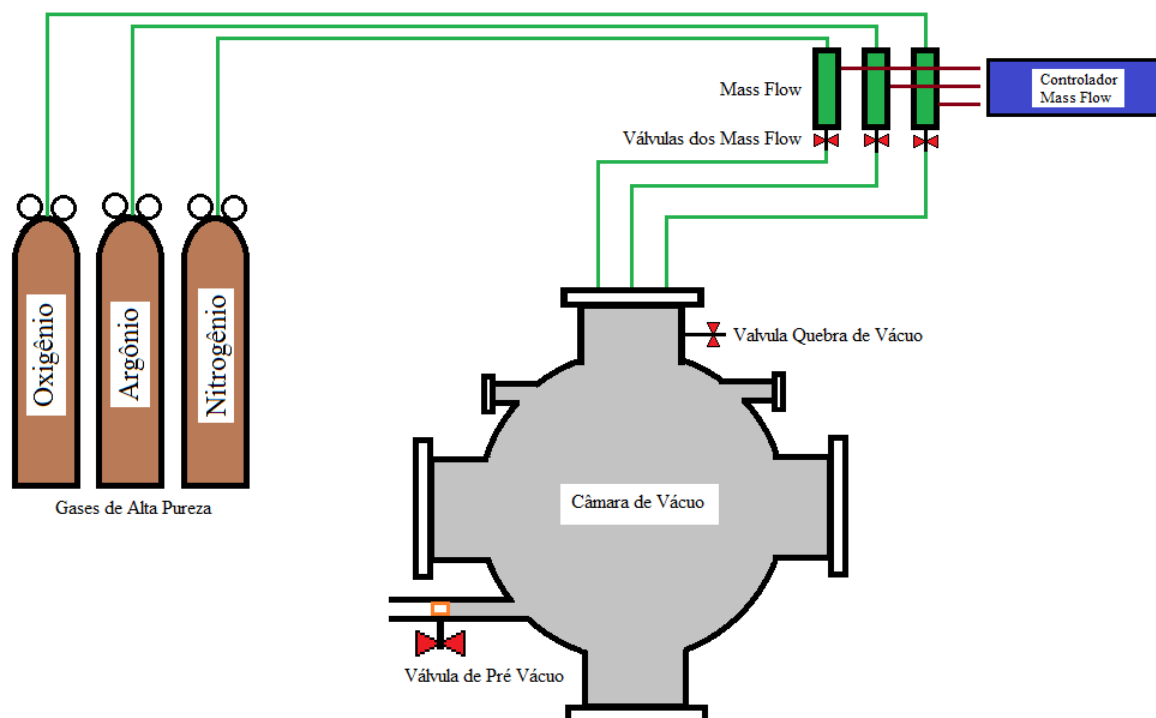 Controlador
Mass Flow
Mass Flow
Válvulas dos Mass Flow
Oxigênio
Argônio
Nitrogênio
Valvula Quebra de Vácuo
Gases de Alta Pureza
Câmara de Vácuo
Válvula de Pré Vácuo